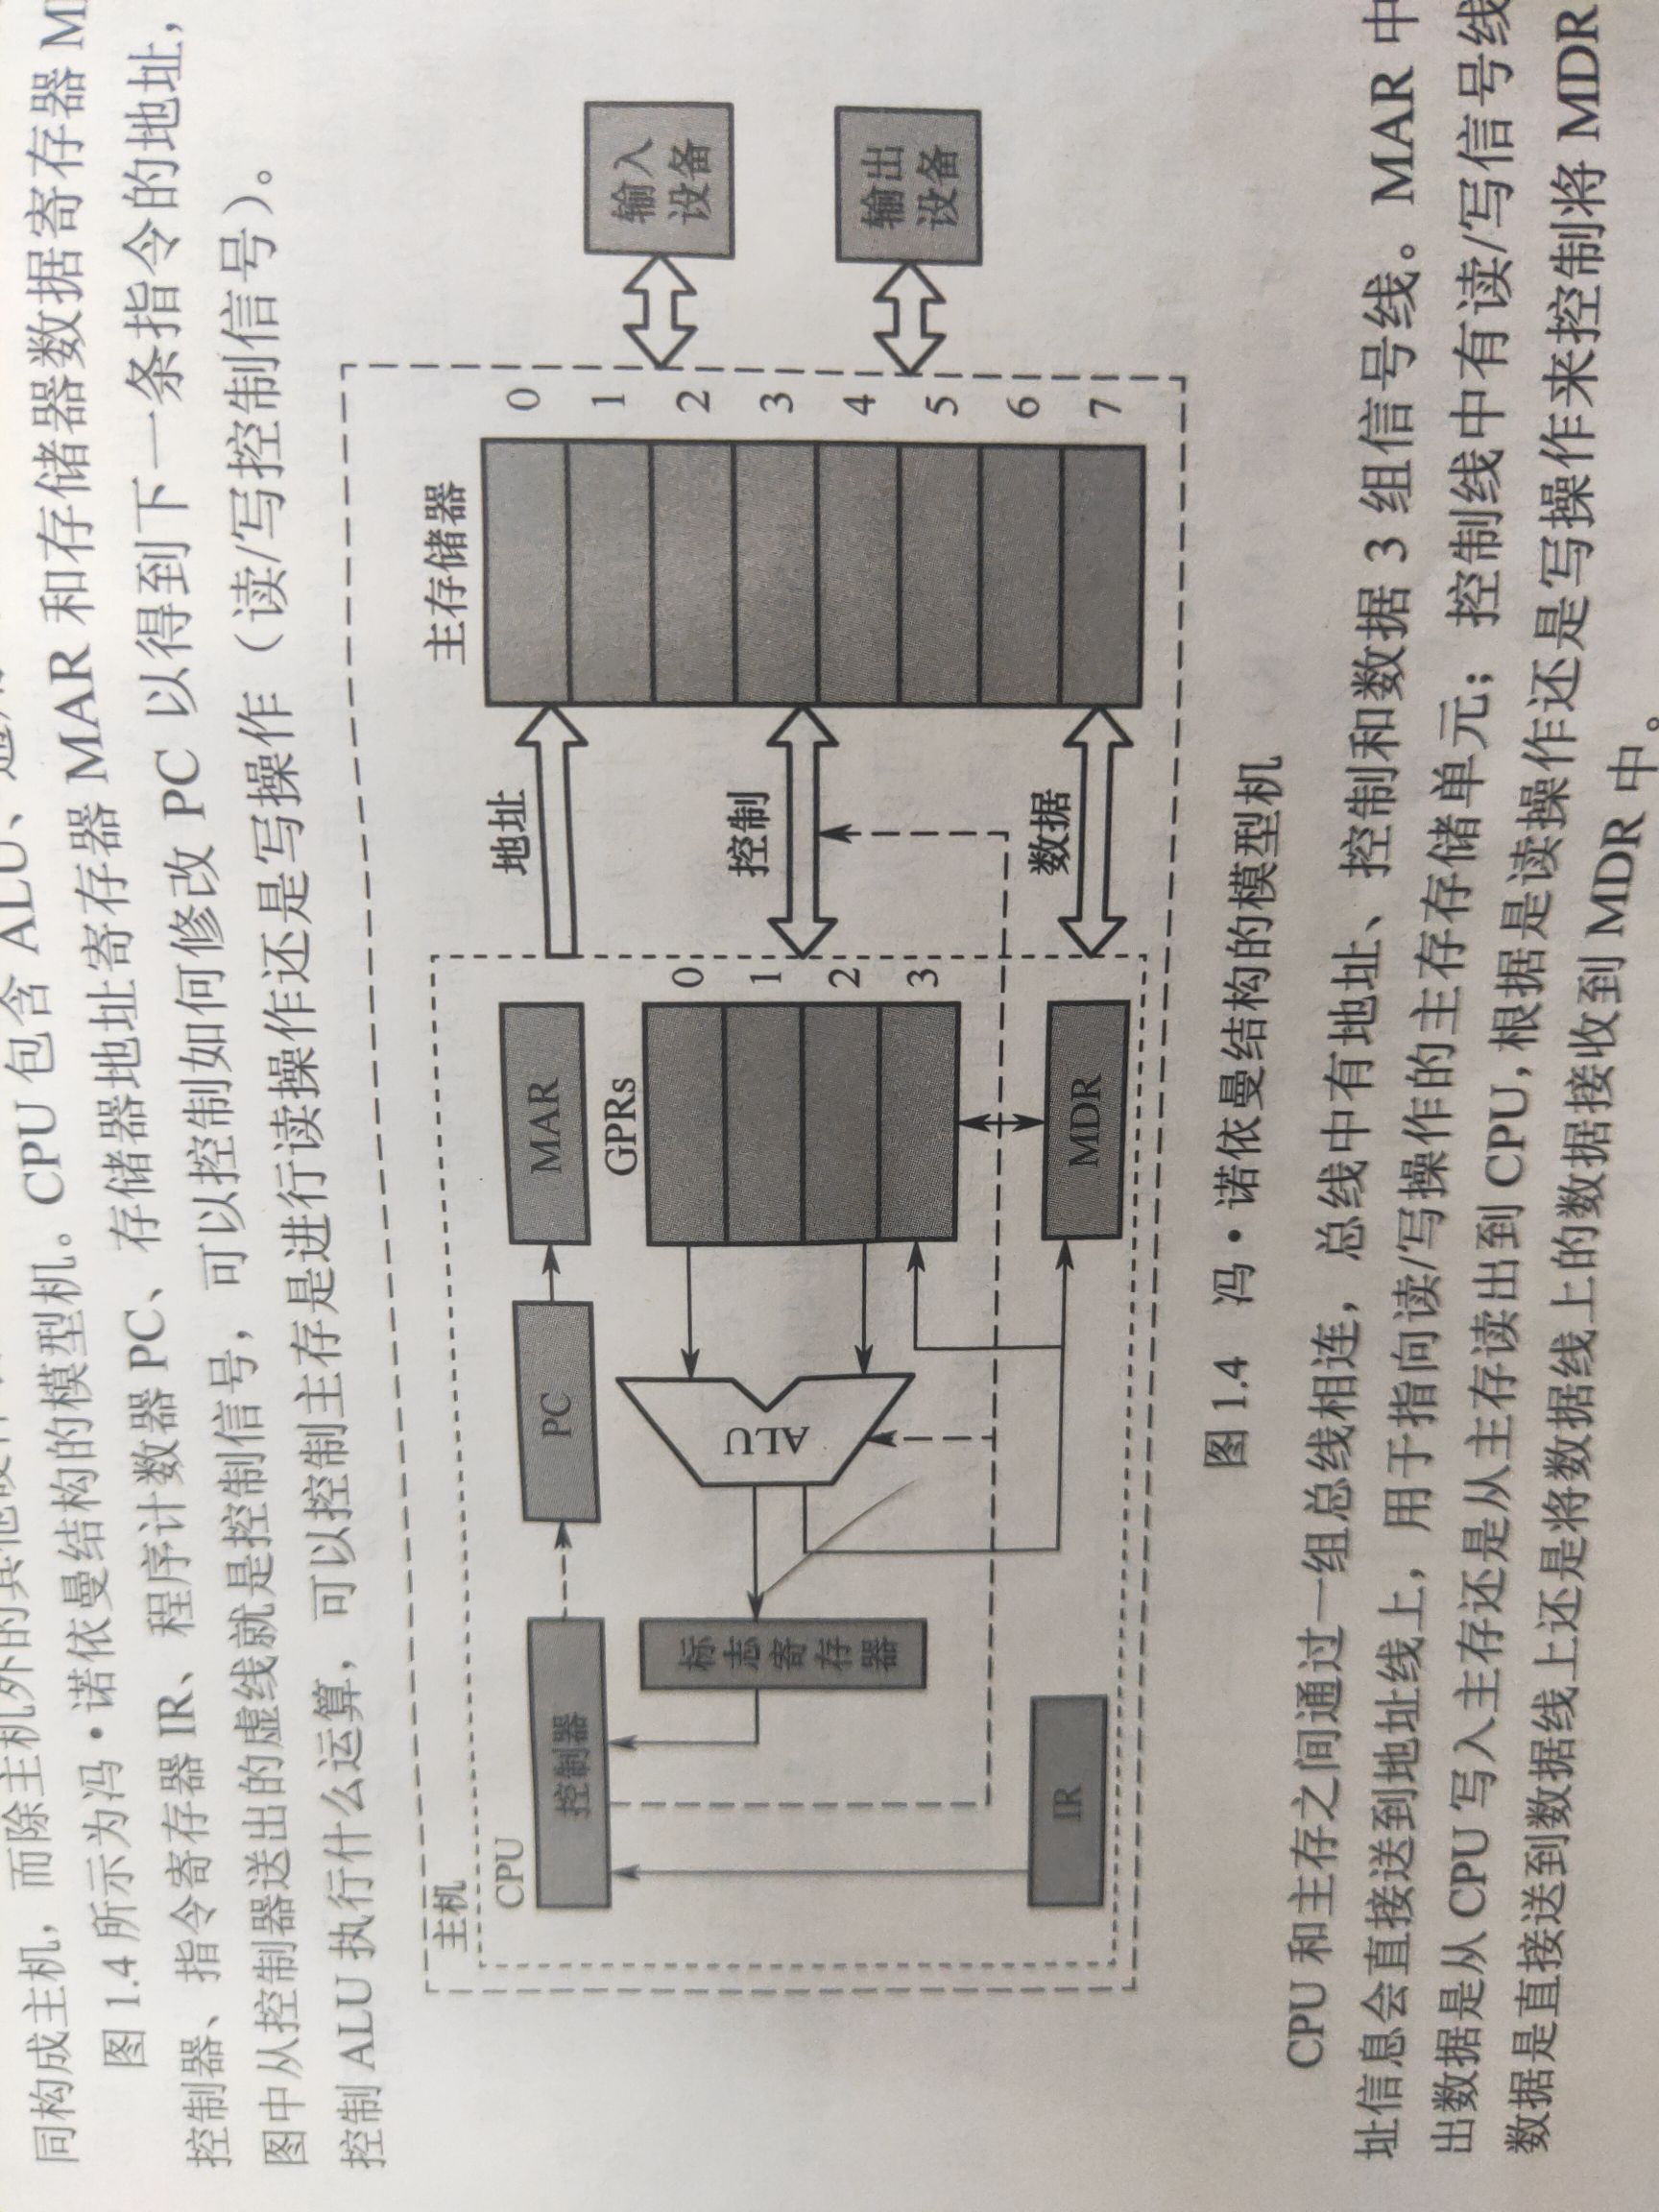 同构成主机，而除主机外的其他硬件
图 1.4 所示为冯·诺依曼结构的模型机。CPU 包含 ALU、通用
控制器、指令寄存器 IR、程序计数器 PC、存储器地址寄存器 MAR 和存储器数据寄存器 M
图中从控制器送出的虚线就是控制信号，可以控制如何修改 PC 以得到下一条指令的地址，
控制 ALU 执行什么运算，可以控制主存是进行读操作还是写操作（读/写控制信号）。
主机
CPU
控制器
PC
MAR
地址
主存储器
GPRs
标志寄存器
ALU
0
1
2
3
控制
0
1
2
3
4
5
6
7
输入
设备
输出
设备
IR
MDR
数据
图 1.4 冯·诺依曼结构的模型机
CPU 和主存之间通过一组总线相连，总线中有地址、控制和数据 3 组信号线。MAR 中
址信息会直接送到地址线上，用于指向读/写操作的主存存储单元；控制线中有读/写信号线
出数据是从 CPU 写入主存还是从主存读出到 CPU，根据是读操作还是写操作来控制将 MDR
数据是直接送到数据线上还是将数据线上的数据接收到 MDR 中。